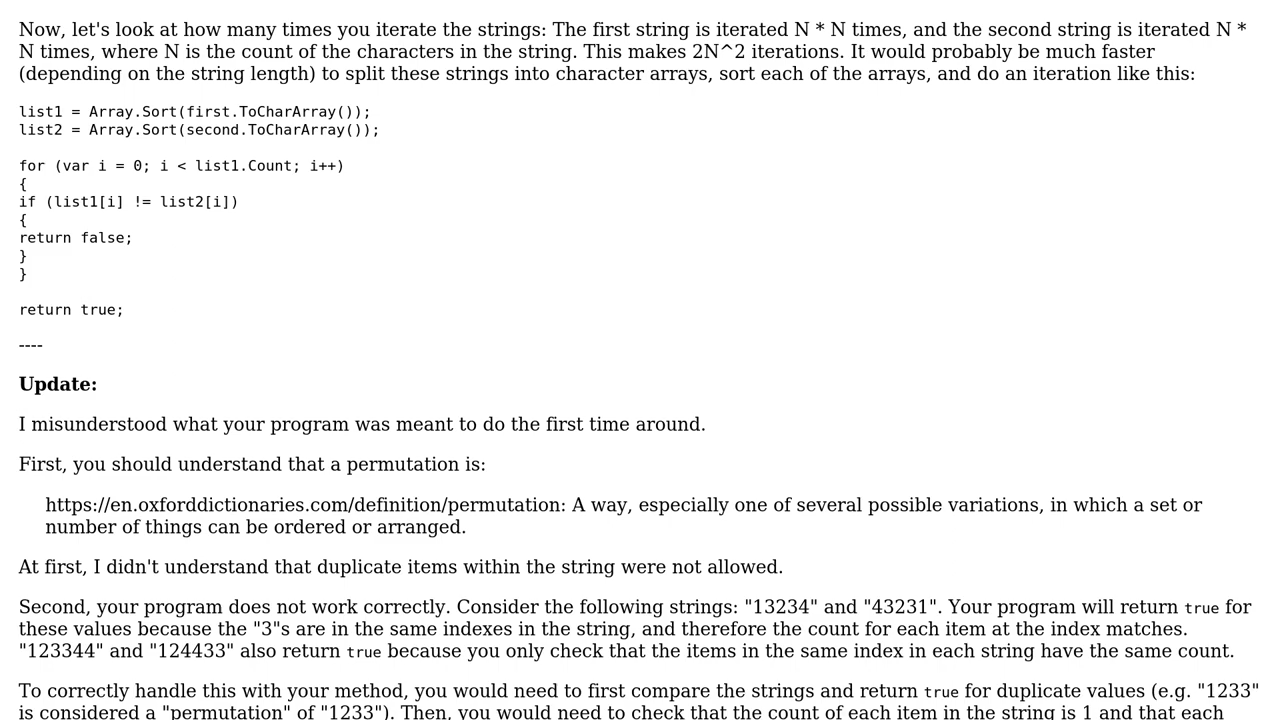 Now, let's look at how many times you iterate the strings: The first string is iterated N * N times, and the second string is iterated N *
N times, where N is the count of the characters in the string. This makes 2N^2 iterations. It would probably be much faster
(depending on the string length) to split these strings into character arrays, sort each of the arrays, and do an iteration like this:
list1 = Array.Sort(first.ToCharArray());
list2 = Array.Sort(second.ToCharArray());
for (var i = 0; i < list1.Count; i++)
{
if (list1[i] != list2[i])
{
return false;
}
}
return true;
----
Update:
I misunderstood what your program was meant to do the first time around.
First, you should understand that a permutation is:
https://en.oxforddictionaries.com/definition/permutation: A way, especially one of several possible variations, in which a set or
number of things can be ordered or arranged.
At first, I didn't understand that duplicate items within the string were not allowed.
Second, your program does not work correctly. Consider the following strings: "13234" and "43231". Your program will return true for
these values because the "3"s are in the same indexes in the string, and therefore the count for each item at the index matches.
"123344" and "124433" also return true because you only check that the items in the same index in each string have the same count.
To correctly handle this with your method, you would need to first compare the strings and return true for duplicate values (e.g. "1233"
is considered a "permutation" of "1233"). Then, you would need to check that the count of each item in the string is 1 and that each